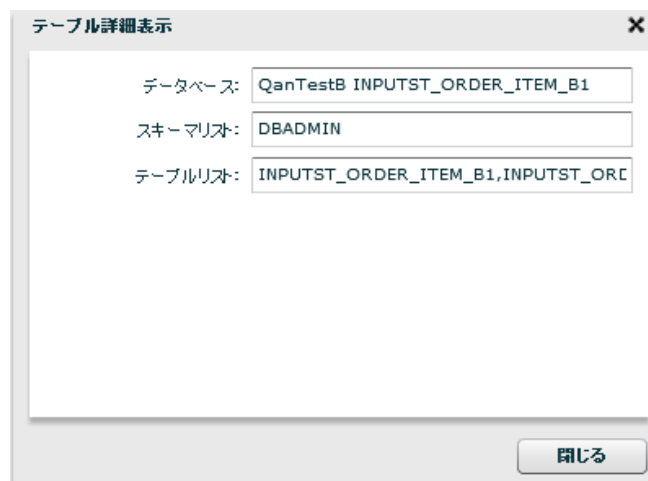 テーブル詳細表示
データベース: QanTestB INPUTST_ORDER_ITEM_B1
スキーマリスト: DBADMIN
テーブルリスト: INPUTST_ORDER_ITEM_B1,INPUTST_ORD
閉じる